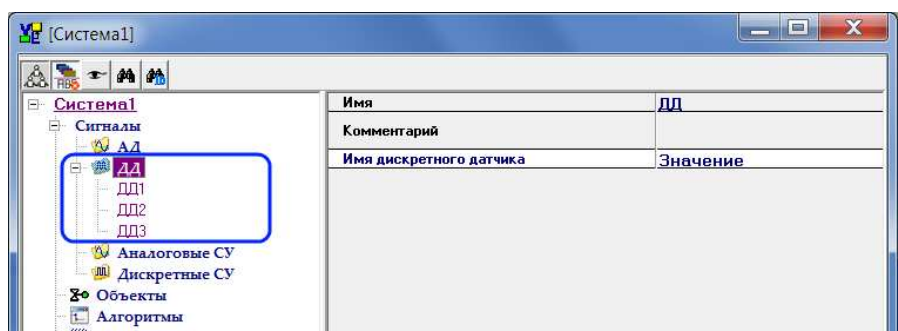 [Система1]
Система1
Сигналы
АД
ДД
ДД1
ДД2
ДД3
Аналоговые СУ
Дискретные СУ
Объекты
Алгоритмы
Имя ДД
Комментарий
Имя дискретного датчика Значение